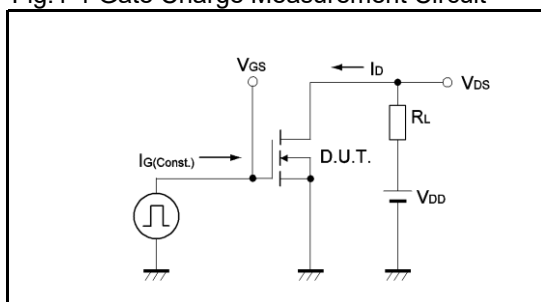 Fig.1-1 Gate Charge Measurement Circuit
VGS
ID
VDS
RL
IG(Const.)
D.U.T.
VDD